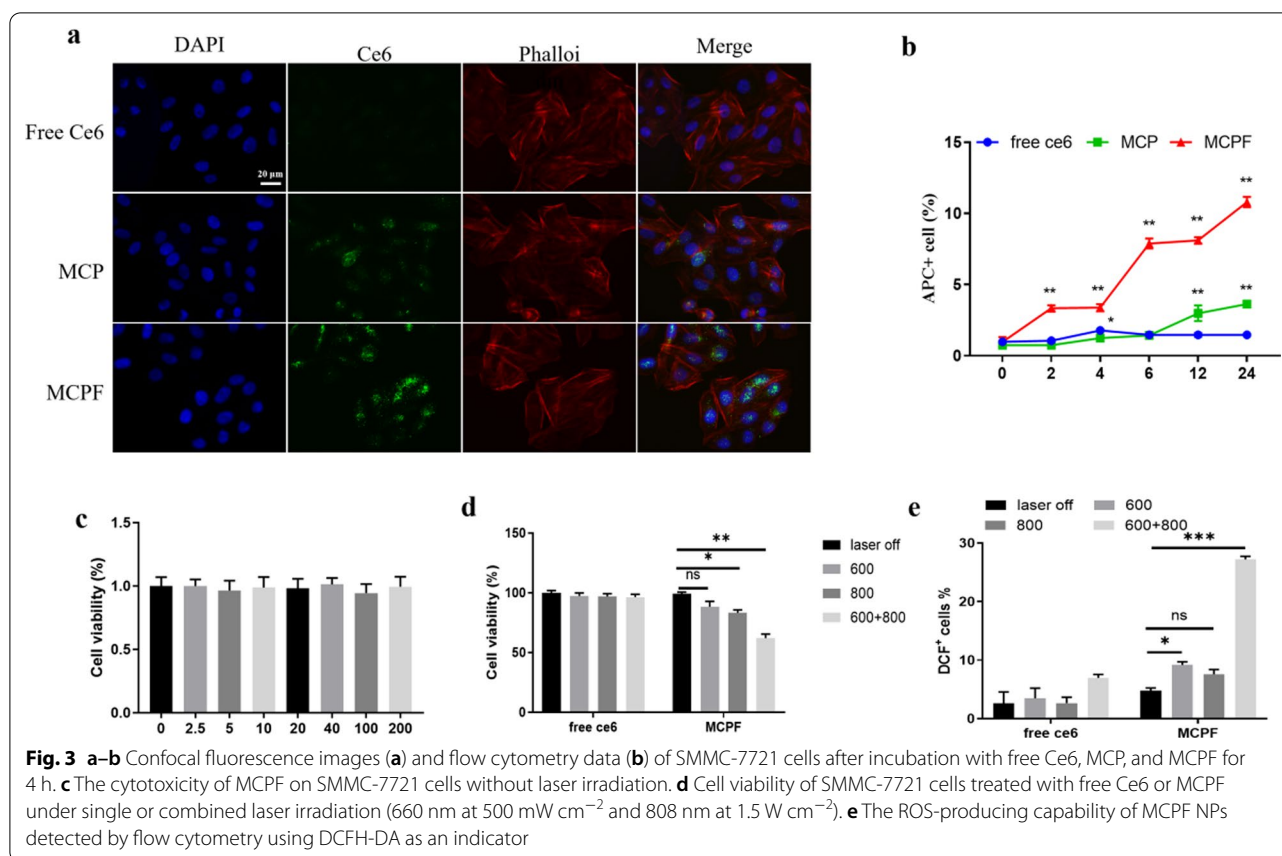 a
DAPI Ce6 Phalloi Merge
Free Ce6
20 μm
MCP
MCPF
b
free ce6 MCP MCPF
APC+ cell (%)
15
10
5
0
** ** ** ** **
* ** **
0 2 4 6 12 24
c
Cell viability (%)
1.5
1.0
0.5
0.0
0 2.5 5 10 20 40 100 200
d
Cell viability (%)
150
100
50
0
**
*
ns
laser off
600
800
600+800
free ce6 MCPF
e
laser off 600
800 600+800
DCF+ cells %
30
20
10
0
***
ns
*
free ce6 MCPF
Fig. 3 a–b Confocal fluorescence images (a) and flow cytometry data (b) of SMMC-7721 cells after incubation with free Ce6, MCP, and MCPF for
4 h. c The cytotoxicity of MCPF on SMMC-7721 cells without laser irradiation. d Cell viability of SMMC-7721 cells treated with free Ce6 or MCPF
under single or combined laser irradiation (660 nm at 500 mW cm−2 and 808 nm at 1.5 W cm−2). e The ROS-producing capability of MCPF NPs
detected by flow cytometry using DCFH-DA as an indicator